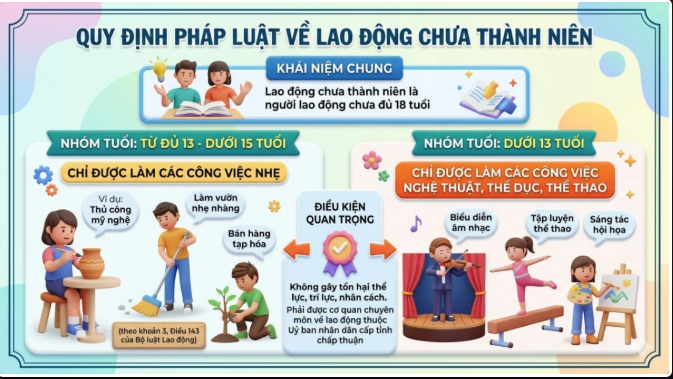 QUY ĐỊNH PHÁP LUẬT VỀ LAO ĐỘNG CHƯA THÀNH NIÊN
KHÁI NIỆM CHUNG
Lao động chưa thành niên là
người lao động chưa đủ 18 tuổi
NHÓM TUỔI: TỪ ĐỦ 13 - DƯỚI 15 TUỔI
CHỈ ĐƯỢC LÀM CÁC CÔNG VIỆC NHẸ
Ví dụ:
Thủ công
mỹ nghệ
Làm vườn
nhẹ nhàng
Bán hàng
tạp hóa
(theo khoản 3, Điều 143
của Bộ luật Lao động)
ĐIỀU KIỆN
QUAN TRỌNG
Không gây tổn hại thể
lực, trí lực, nhân cách.
Phải được cơ quan chuyên
môn về lao động thuộc
Uỷ ban nhân dân cấp tỉnh
chấp thuận
NHÓM TUỔI: DƯỚI 13 TUỔI
CHỈ ĐƯỢC LÀM CÁC CÔNG VIỆC
NGHỆ THUẬT, THỂ DỤC, THỂ THAO
Biểu diễn
âm nhạc
Tập luyện
thể thao
Sáng tác
hội họa